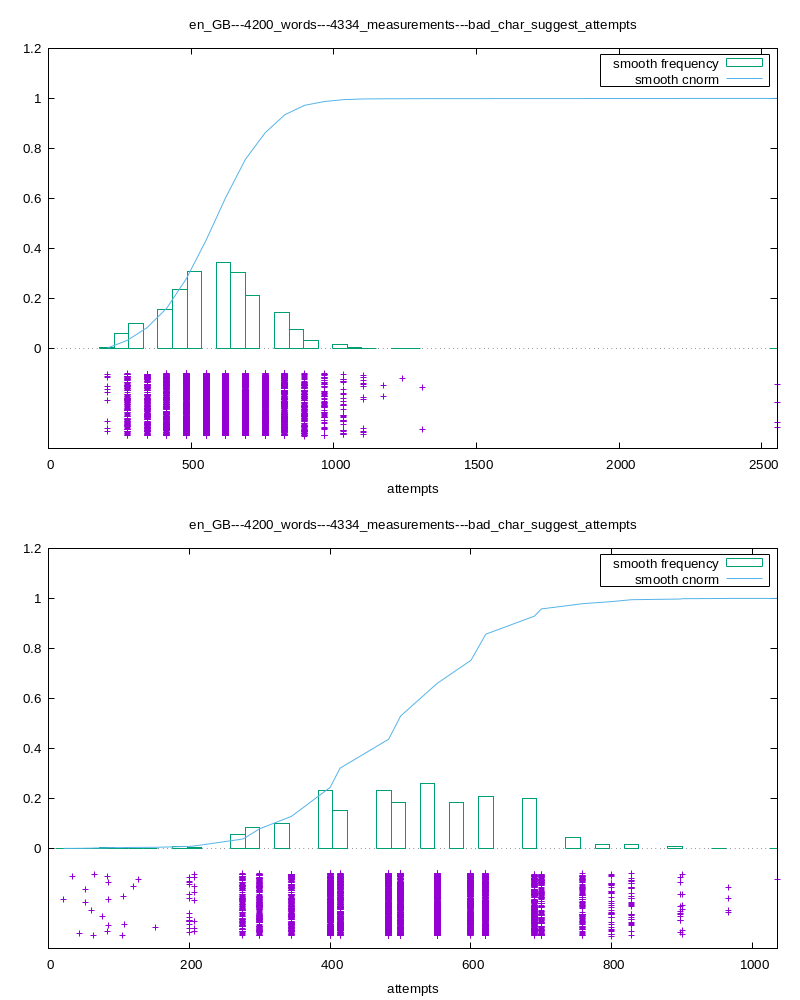 en_GB---4200_words---4334_measurements---bad_char_suggest_attempts
1.2
smooth frequency
smooth cnorm
1
0.8
0.6
0.4
0.2
0
0 500 1000 1500 2000 2500
attempts
en_GB---4200_words---4334_measurements---bad_char_suggest_attempts
1.2
smooth frequency
smooth cnorm
1
0.8
0.6
0.4
0.2
0
0 200 400 600 800 1000
attempts